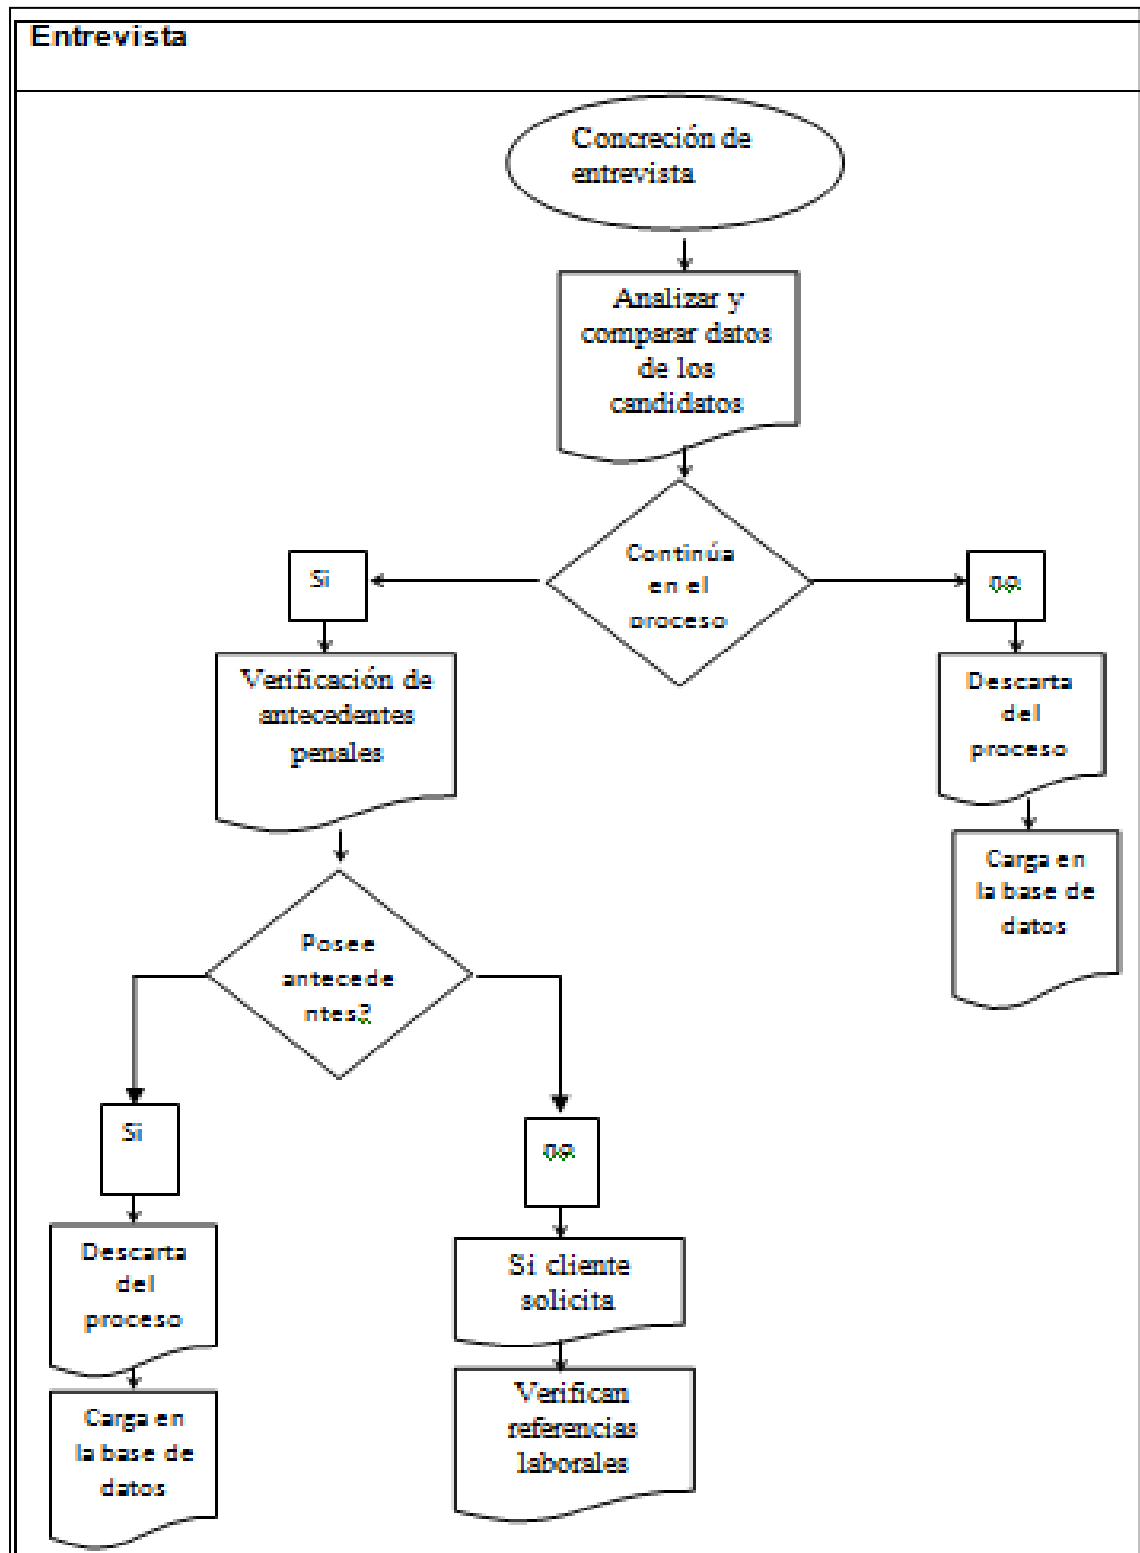 Entrevista
Concreción de
entrevista
Analizar y
comparar datos
de los
candidatos
Continúa
en el
proceso
Si
no
Verificación de
antecedentes
penales
Descarta
del
proceso
Carga en
la base de
datos
Posee
antecede
ntes?
Si
no
Descarta
del
proceso
Si cliente
solicita
Carga en
la base de
datos
Verifican
referencias
laborales